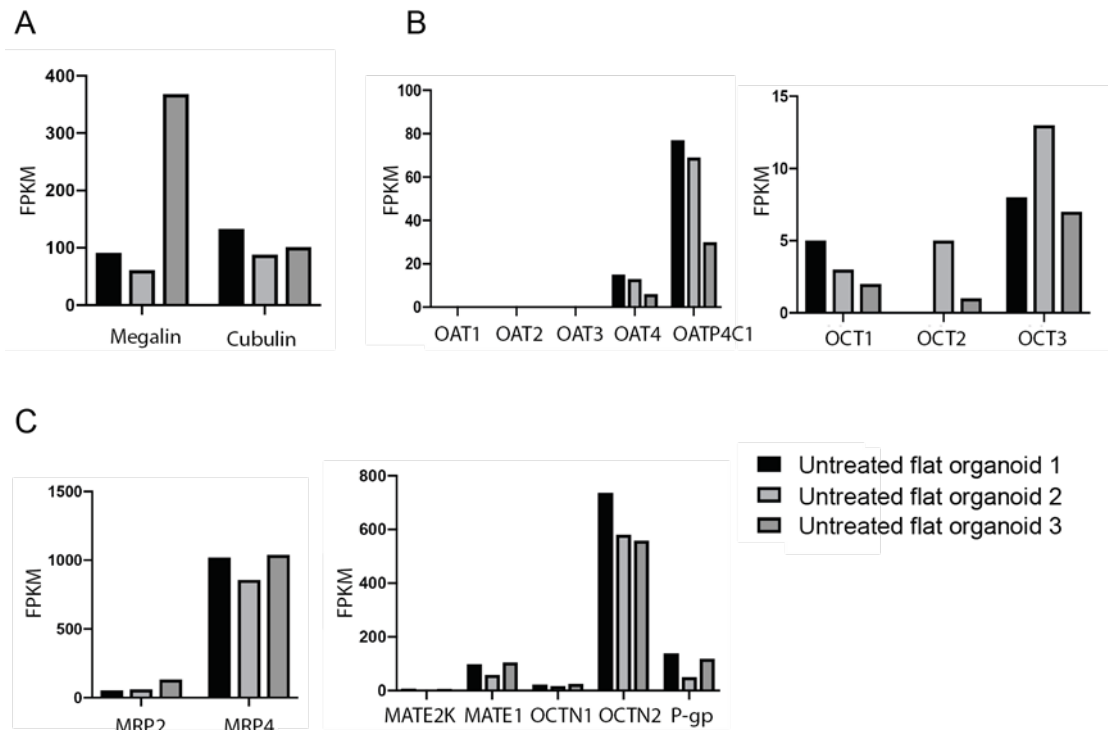 A
B
400
300
200
100
0
FPKM
Megalin Cubulin
100
80
60
40
20
0
FPKM
OAT1 OAT2 OAT3 OAT4 OATP4C1
15
10
5
0
FPKM
OCT1 OCT2 OCT3
C
1500
1000
500
0
FPKM
MRP2 MRP4
800
600
400
200
0
FPKM
MATE2K MATE1 OCTN1 OCTN2 P-gp
Untreated flat organoid 1
Untreated flat organoid 2
Untreated flat organoid 3